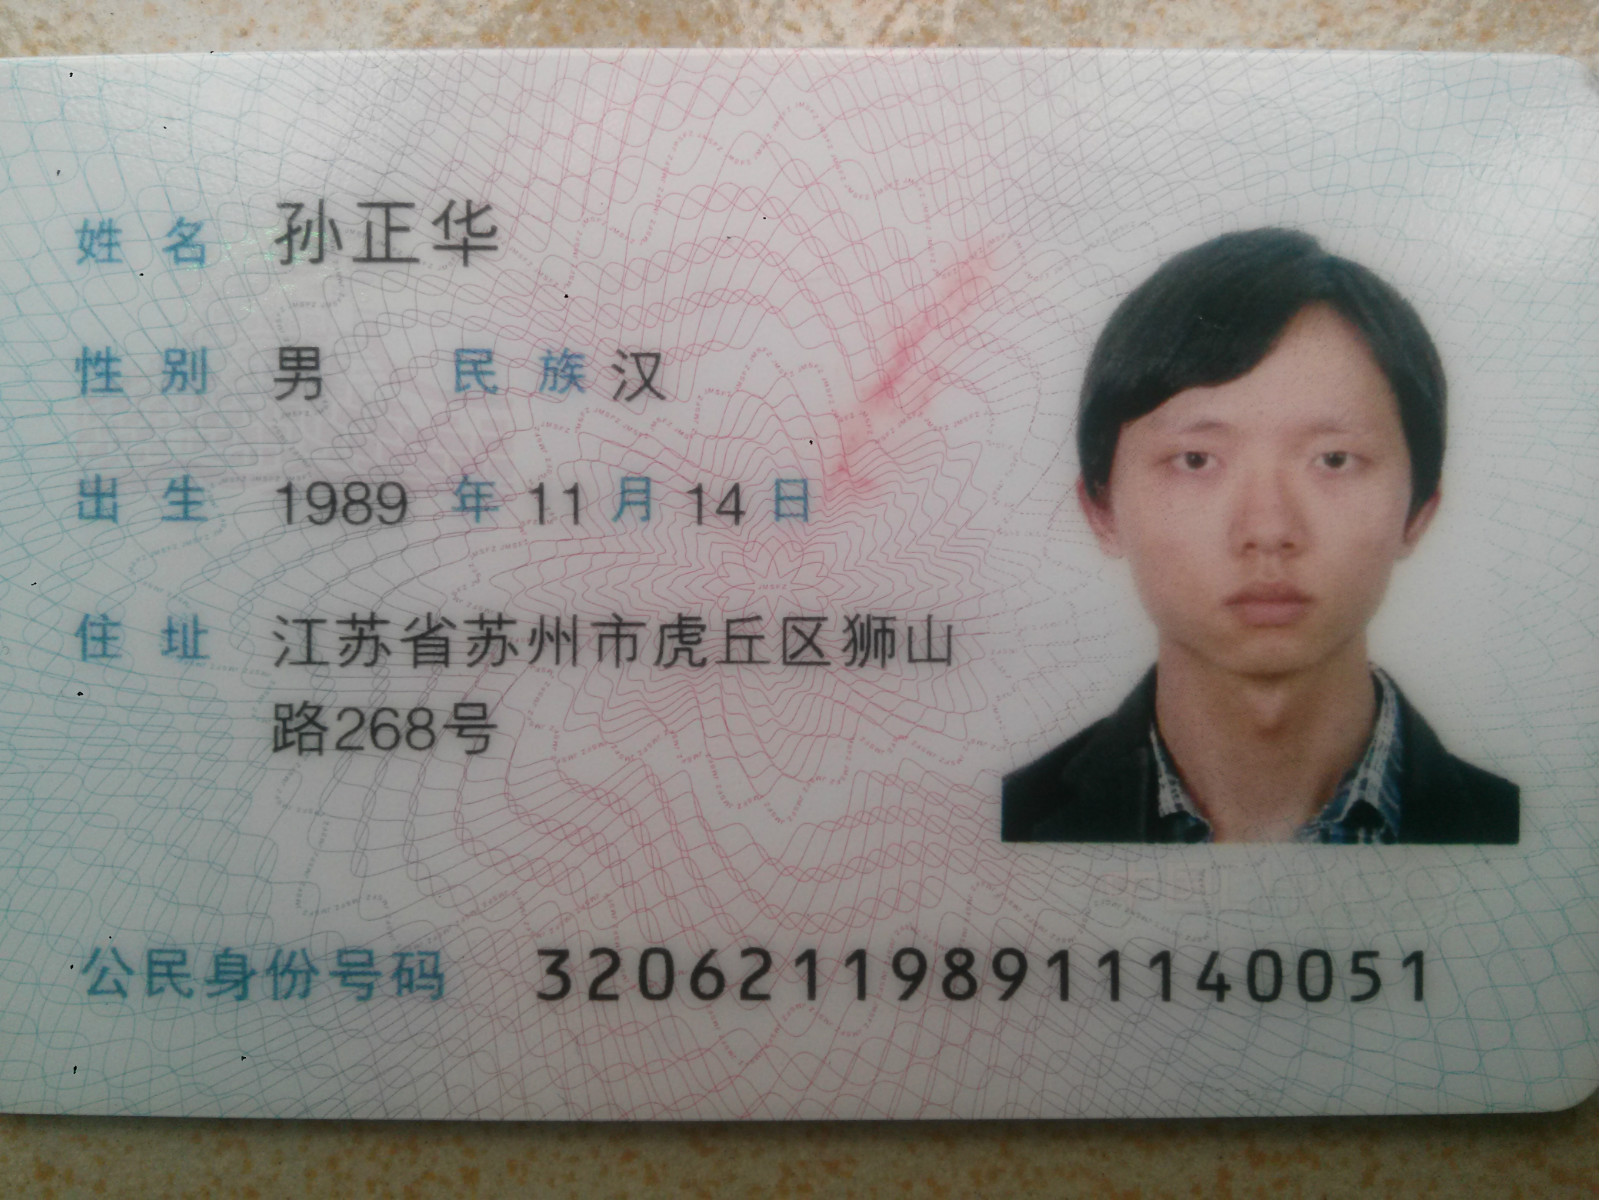 姓名 孙正华
性别 男 民族 汉
出生 1989 年 11 月 14 日
住址 江苏省苏州市虎丘区狮山
路268号
公民身份号码 320621198911140051